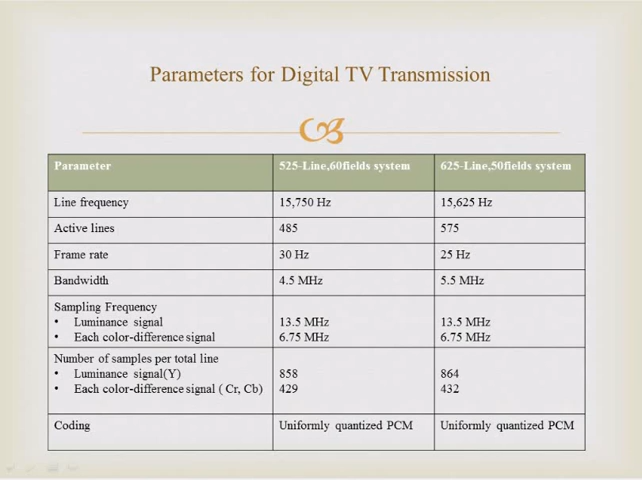 Parameters for Digital TV Transmission
Parameter 525-Line,60fields system 625-Line,50fields system
Line frequency 15,750 Hz 15,625 Hz
Active lines 485 575
Frame rate 30 Hz 25 Hz
Bandwidth 4.5 MHz 5.5 MHz
Sampling Frequency
• Luminance signal 13.5 MHz 13.5 MHz
• Each color-difference signal 6.75 MHz 6.75 MHz
Number of samples per total line
• Luminance signal(Y) 858 864
• Each color-difference signal ( Cr, Cb) 429 432
Coding Uniformly quantized PCM Uniformly quantized PCM